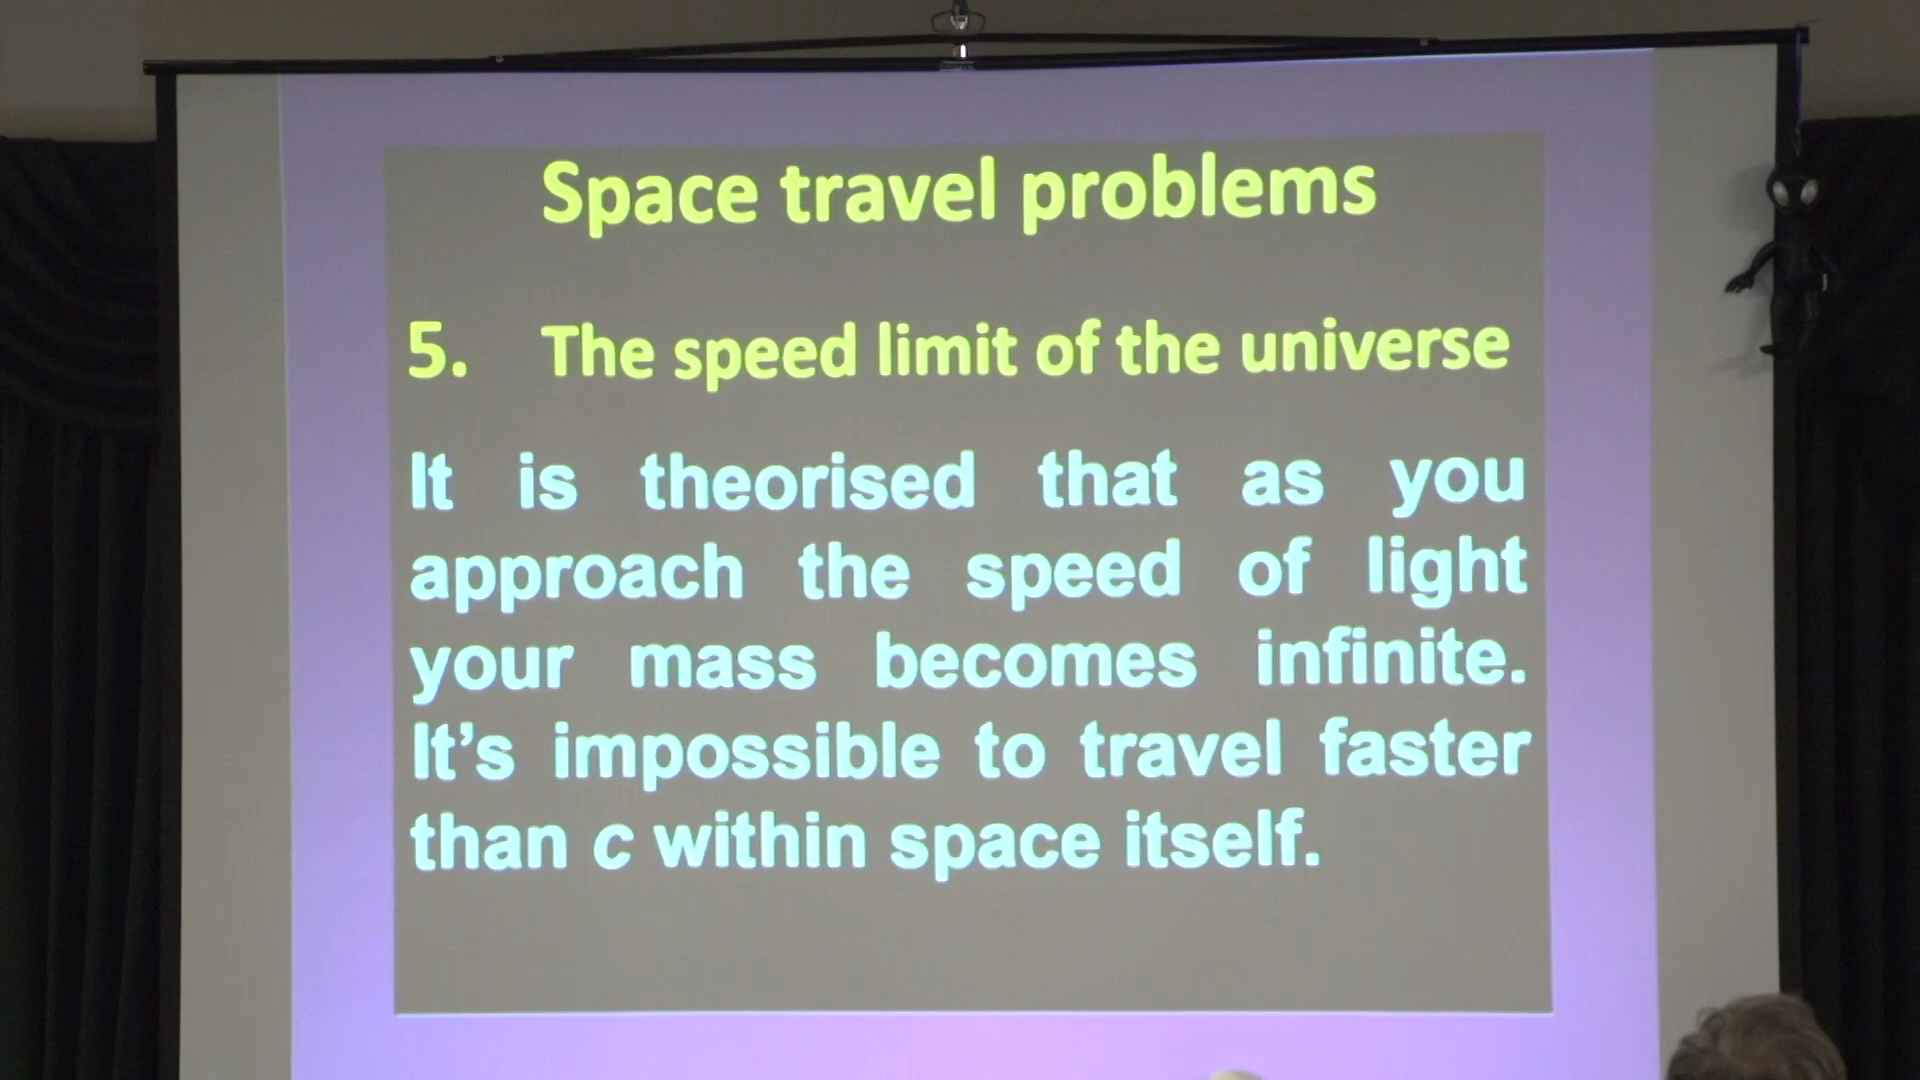 Space travel problems
5. The speed limit of the universe
It is theorised that as you
approach the speed of light
your mass becomes infinite.
It’s impossible to travel faster
than c within space itself.